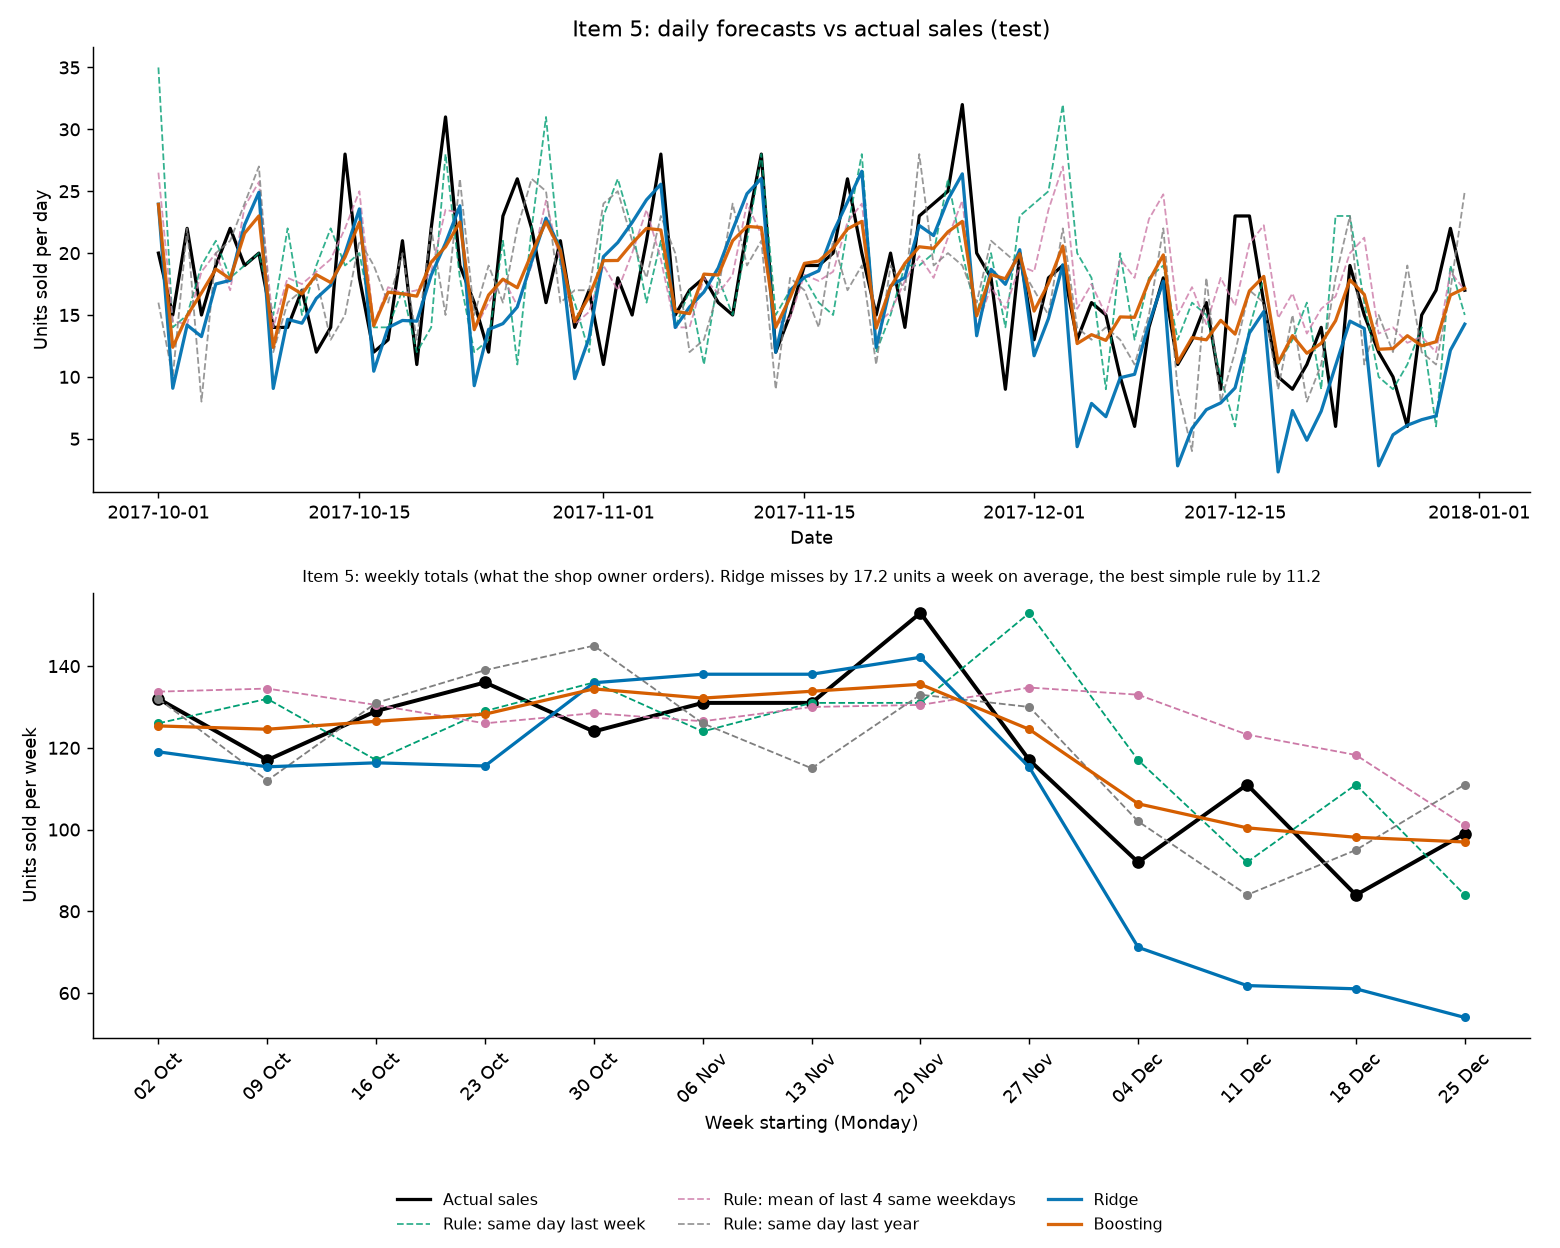 Item 5: daily forecasts vs actual sales (test)
Units sold per day
35
30
25
20
15
10
5
2017-10-01 2017-10-15 2017-11-01 2017-11-15 2017-12-01 2017-12-15 2018-01-01
Date
Item 5: weekly totals (what the shop owner orders). Ridge misses by 17.2 units a week on average, the best simple rule by 11.2
Units sold per week
140
120
100
80
60
02 Oct 09 Oct 16 Oct 23 Oct 30 Oct 06 Nov 13 Nov 20 Nov 27 Nov 04 Dec 11 Dec 18 Dec 25 Dec
Week starting (Monday)
Actual sales
Rule: same day last week
Rule: mean of last 4 same weekdays
Rule: same day last year
Ridge
Boosting